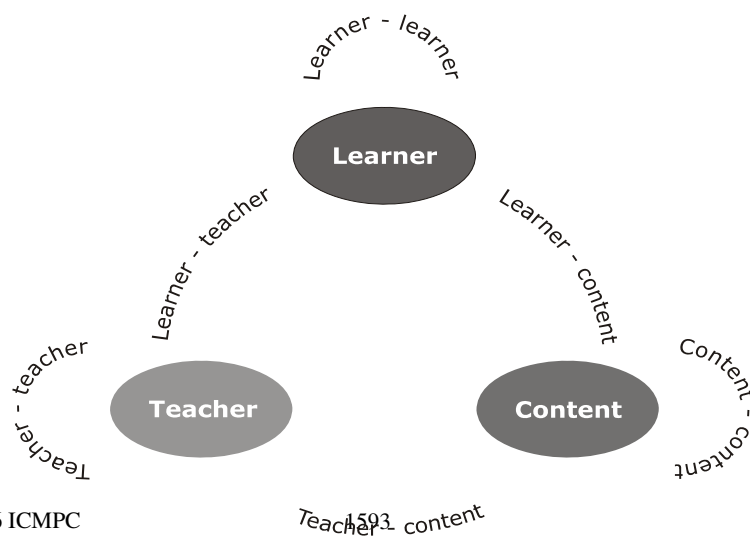 Learner - learner
Learner
Learner - teacher
Learner - content
Teacher - teacher
Teacher
Content
Content - content
Teacher - content
ICMPC
1593